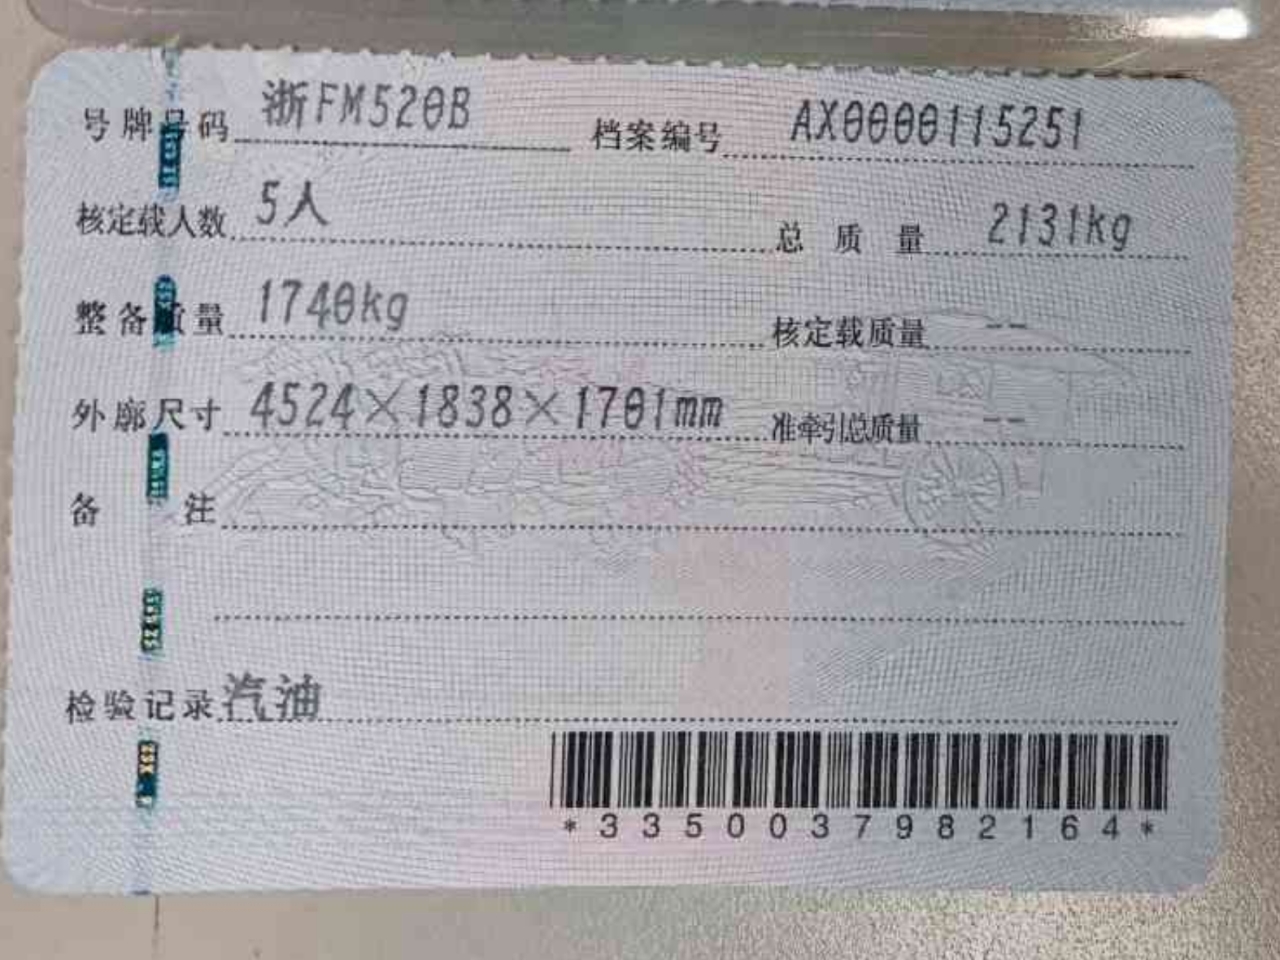 号牌号码 浙FM520B 档案编号 AX0000115251
核定载人数 5人 总质量 2131kg
整备质量 1740kg 核定载质量 --
外廓尺寸 4524×1838×1701mm 准牵引总质量 --
备注
检验记录 汽油
*3350037982164*